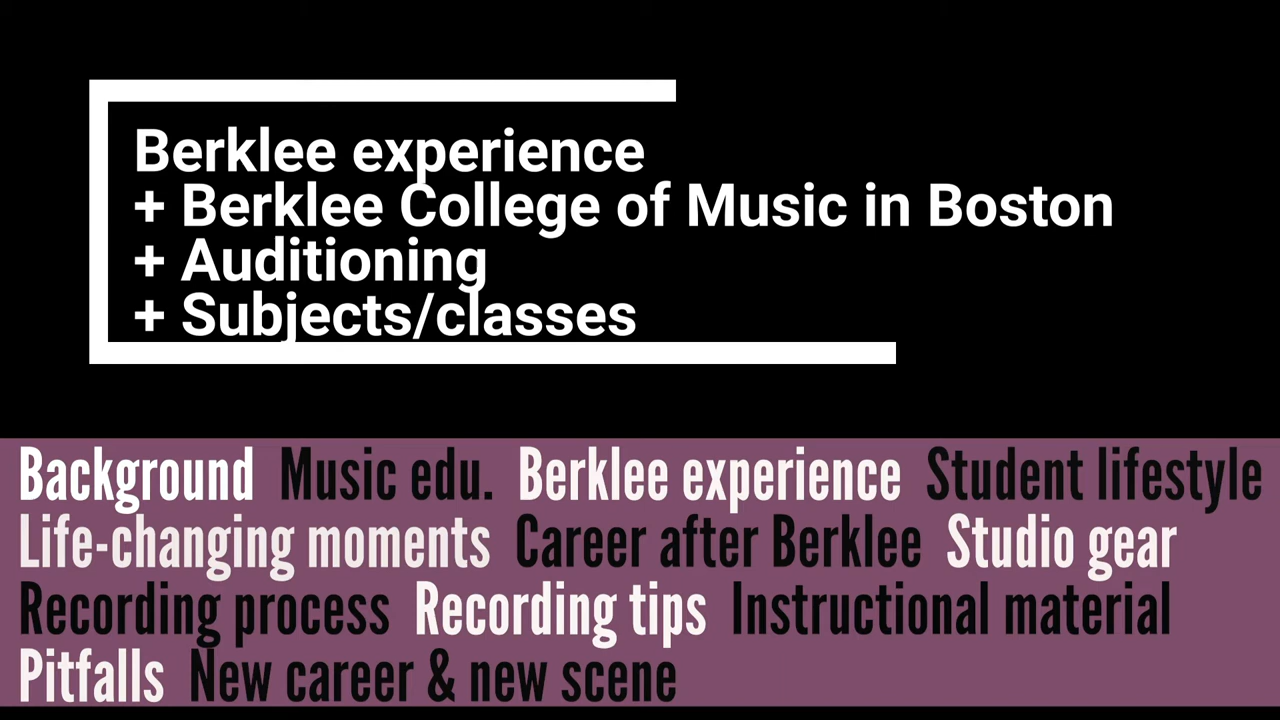 Berklee experience
+ Berklee College of Music in Boston
+ Auditioning
+ Subjects/classes
Background Music edu. Berklee experience Student lifestyle
Life-changing moments Career after Berklee Studio gear
Recording process Recording tips Instructional material
Pitfalls New career & new scene